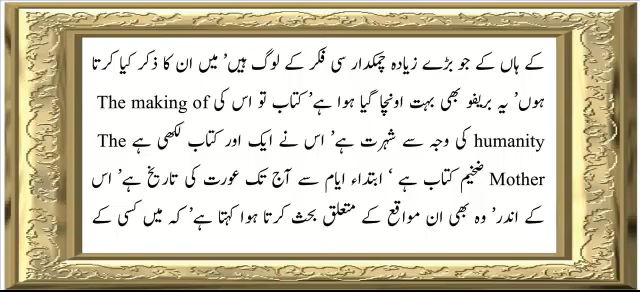 کے ہاں کے جو بڑے زیادہ چمکدار سی فکر کے لوگ ہیں’ میں ان کا ذکر کیا کرتا
ہوں’ یہ بریفو بھی بہت اونچا گیا ہوا ہے’ کتاب تو اس کی The making of
humanity کی وجہ سے شہرت ہے’ اس نے ایک اور کتاب لکھی ہے The
Mother ضخیم کتاب ہے ‘ ابتداء ایام سے آج تک عورت کی تاریخ ہے’ اس
کے اندر’ وہ بھی ان مواقع کے متعلق بحث کرتا ہوا کہتا ہے’ کہ میں کسی کے